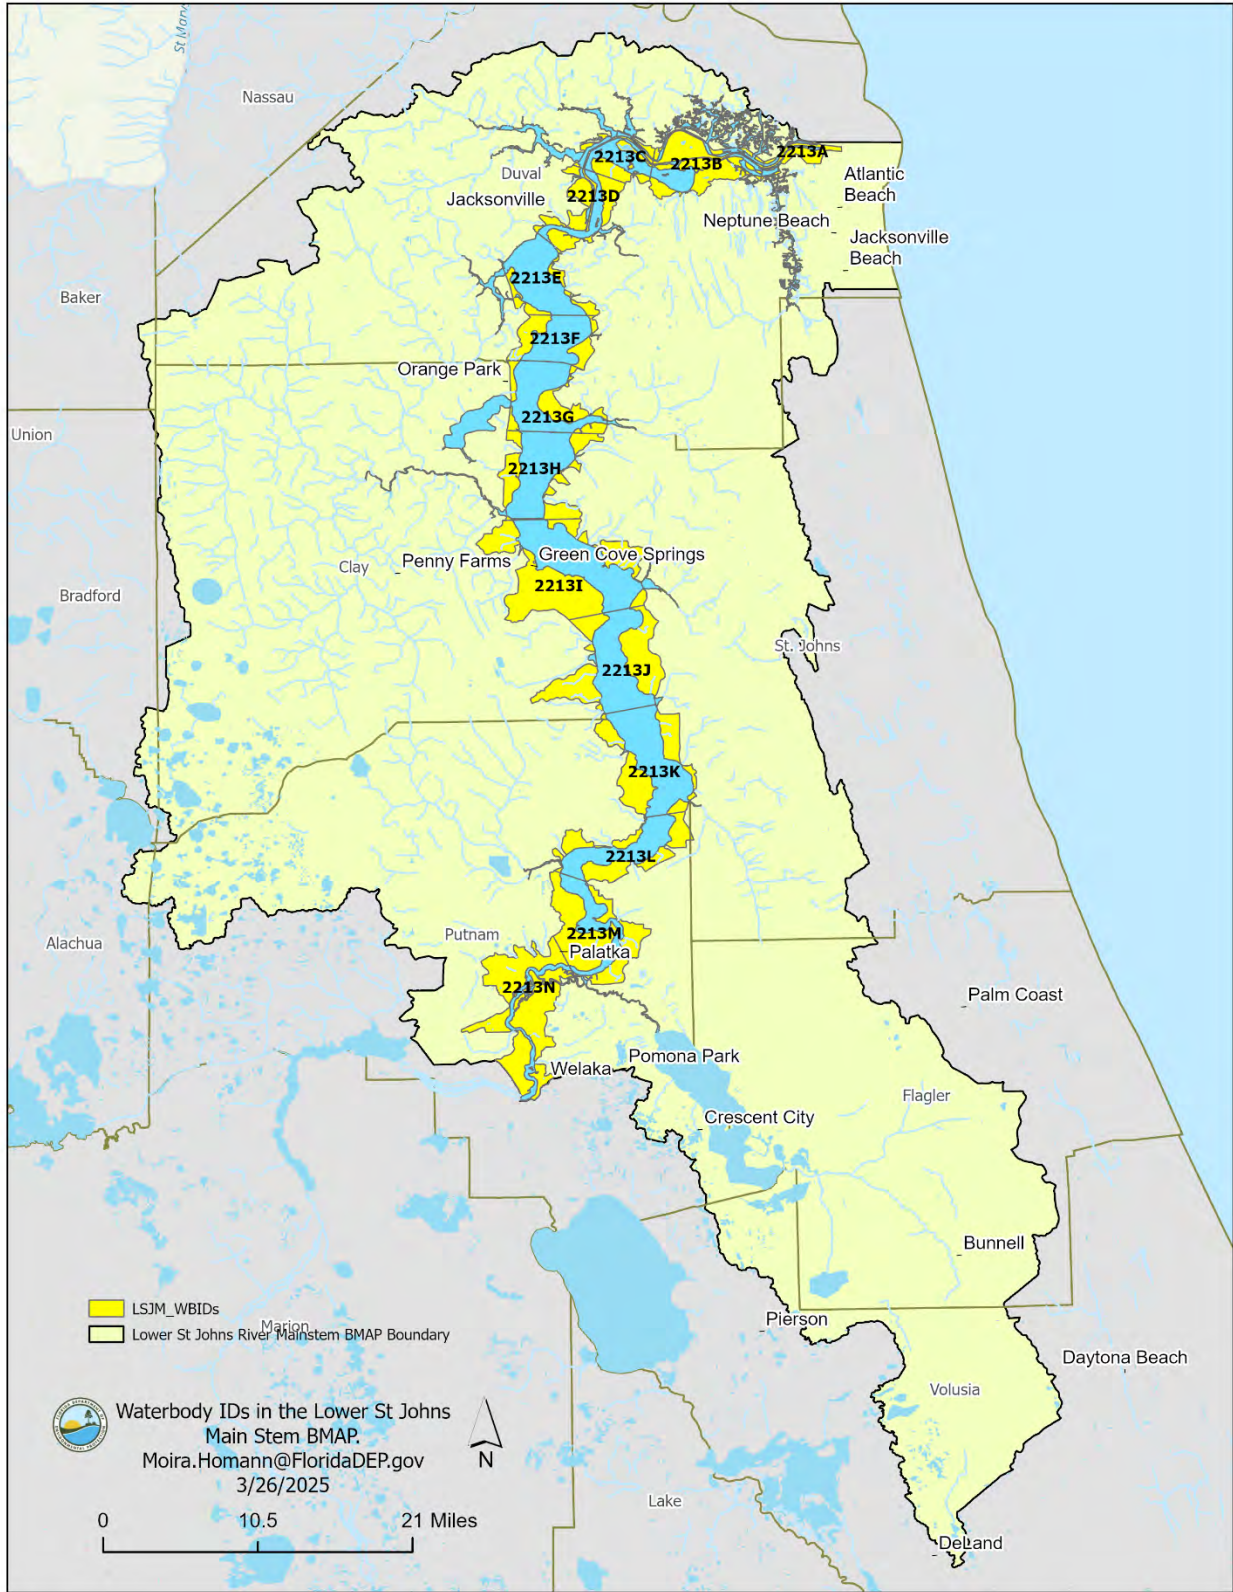 St Mary
Nassau
2213A
2213C
2213B
Duval
Atlantic
Beach
Jacksonville
2213D
Neptune Beach
Jacksonville
Beach
2213E
Baker
2213F
Orange Park
2213G
Union
2213H
Green Cove Springs
Penny Farms
Clay
2213I
Bradford
St. Johns
2213J
2213K
2213L
Alachua
Putnam
2213M
Palatka
2213N
Palm Coast
Pomona Park
Welaka
Flagler
Crescent City
Bunnell
LSJM_WBIDs
Marion
Lower St Johns River Mainstem BMAP Boundary
Pierson
Daytona Beach
Volusia
Waterbody IDs in the Lower St Johns
Main Stem BMAP.
Moira.Homann@FloridaDEP.gov
3/26/2025
N
Lake
0 10.5 21 Miles
DeLand